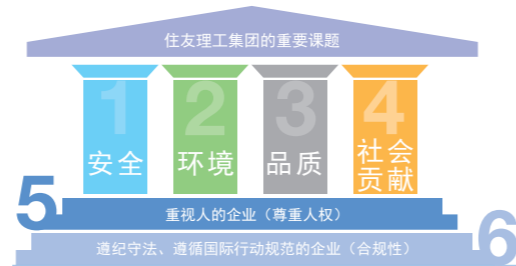 住友理工集团的重要课题
1
安全
2
环境
3
品质
4
社会
贡献
5
重视人的企业（尊重人权）
遵纪守法、遵循国际行动规范的企业（合规性）
6